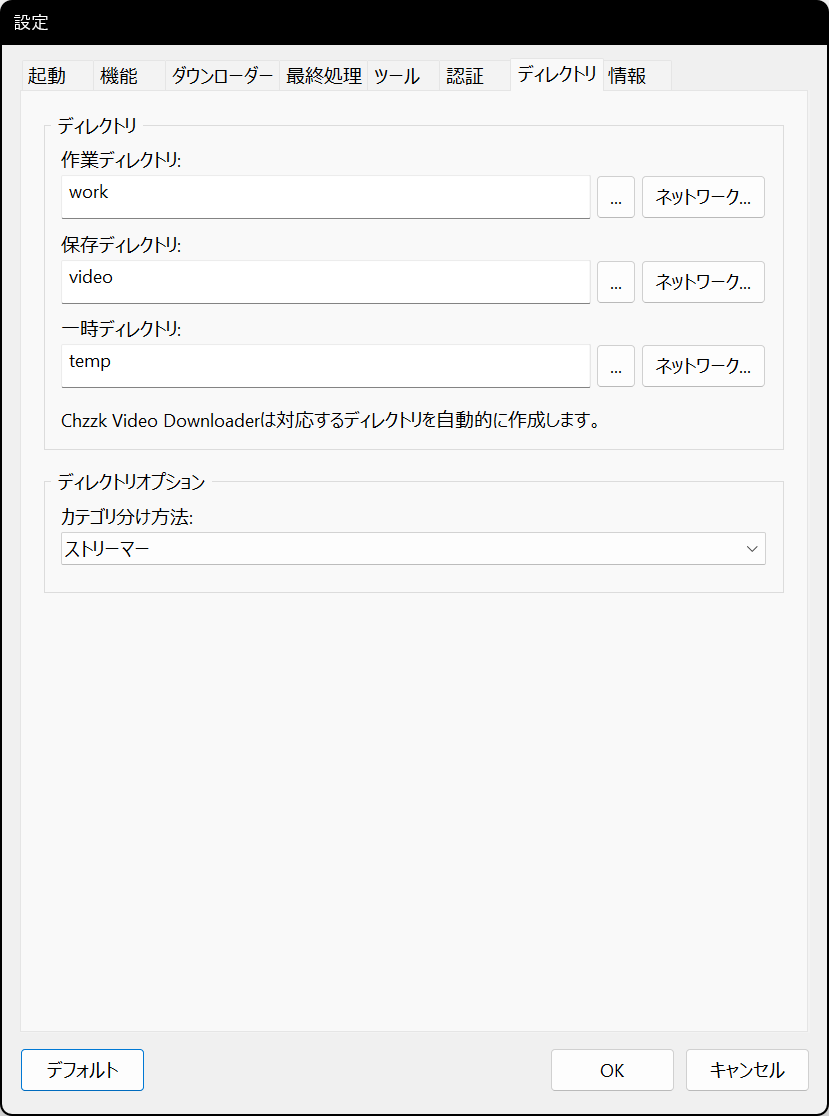 設定
起動 機能 ダウンローダー 最終処理 ツール 認証 ディレクトリ 情報
ディレクトリ
作業ディレクトリ:
work ... ネットワーク...
保存ディレクトリ:
video ... ネットワーク...
一時ディレクトリ:
temp ... ネットワーク...
Chzzk Video Downloaderは対応するディレクトリを自動的に作成します。
ディレクトリオプション
カテゴリ分け方法:
ストリーマー
デフォルト OK キャンセル